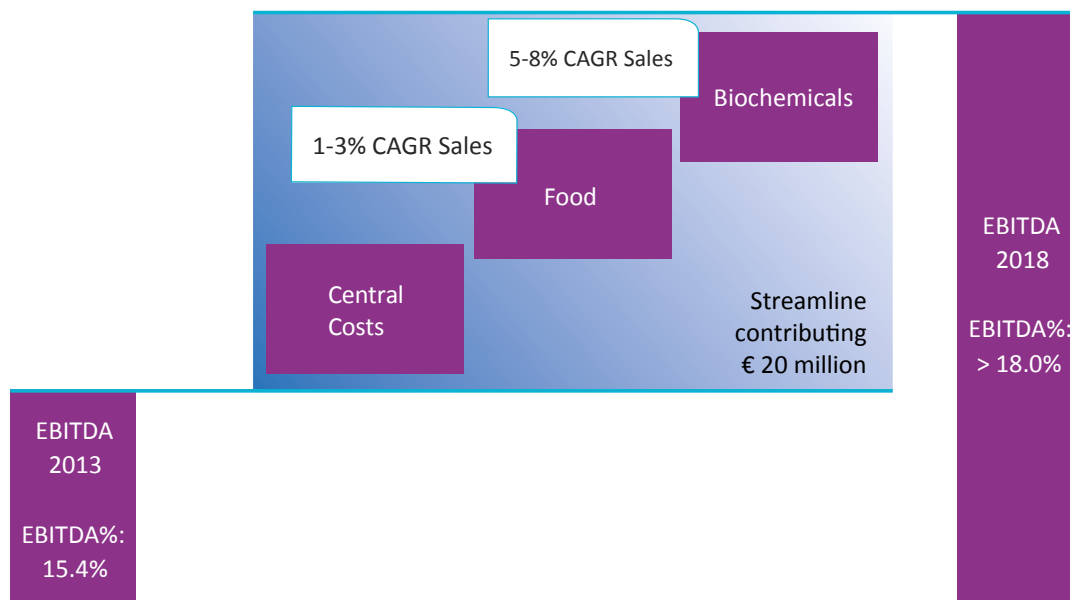 5-8% CAGR Sales
Biochemicals
1-3% CAGR Sales
Food
Central
Costs
Streamline
contributing
€ 20 million
EBITDA
2013
EBITDA%:
15.4%
EBITDA
2018
EBITDA%:
> 18.0%